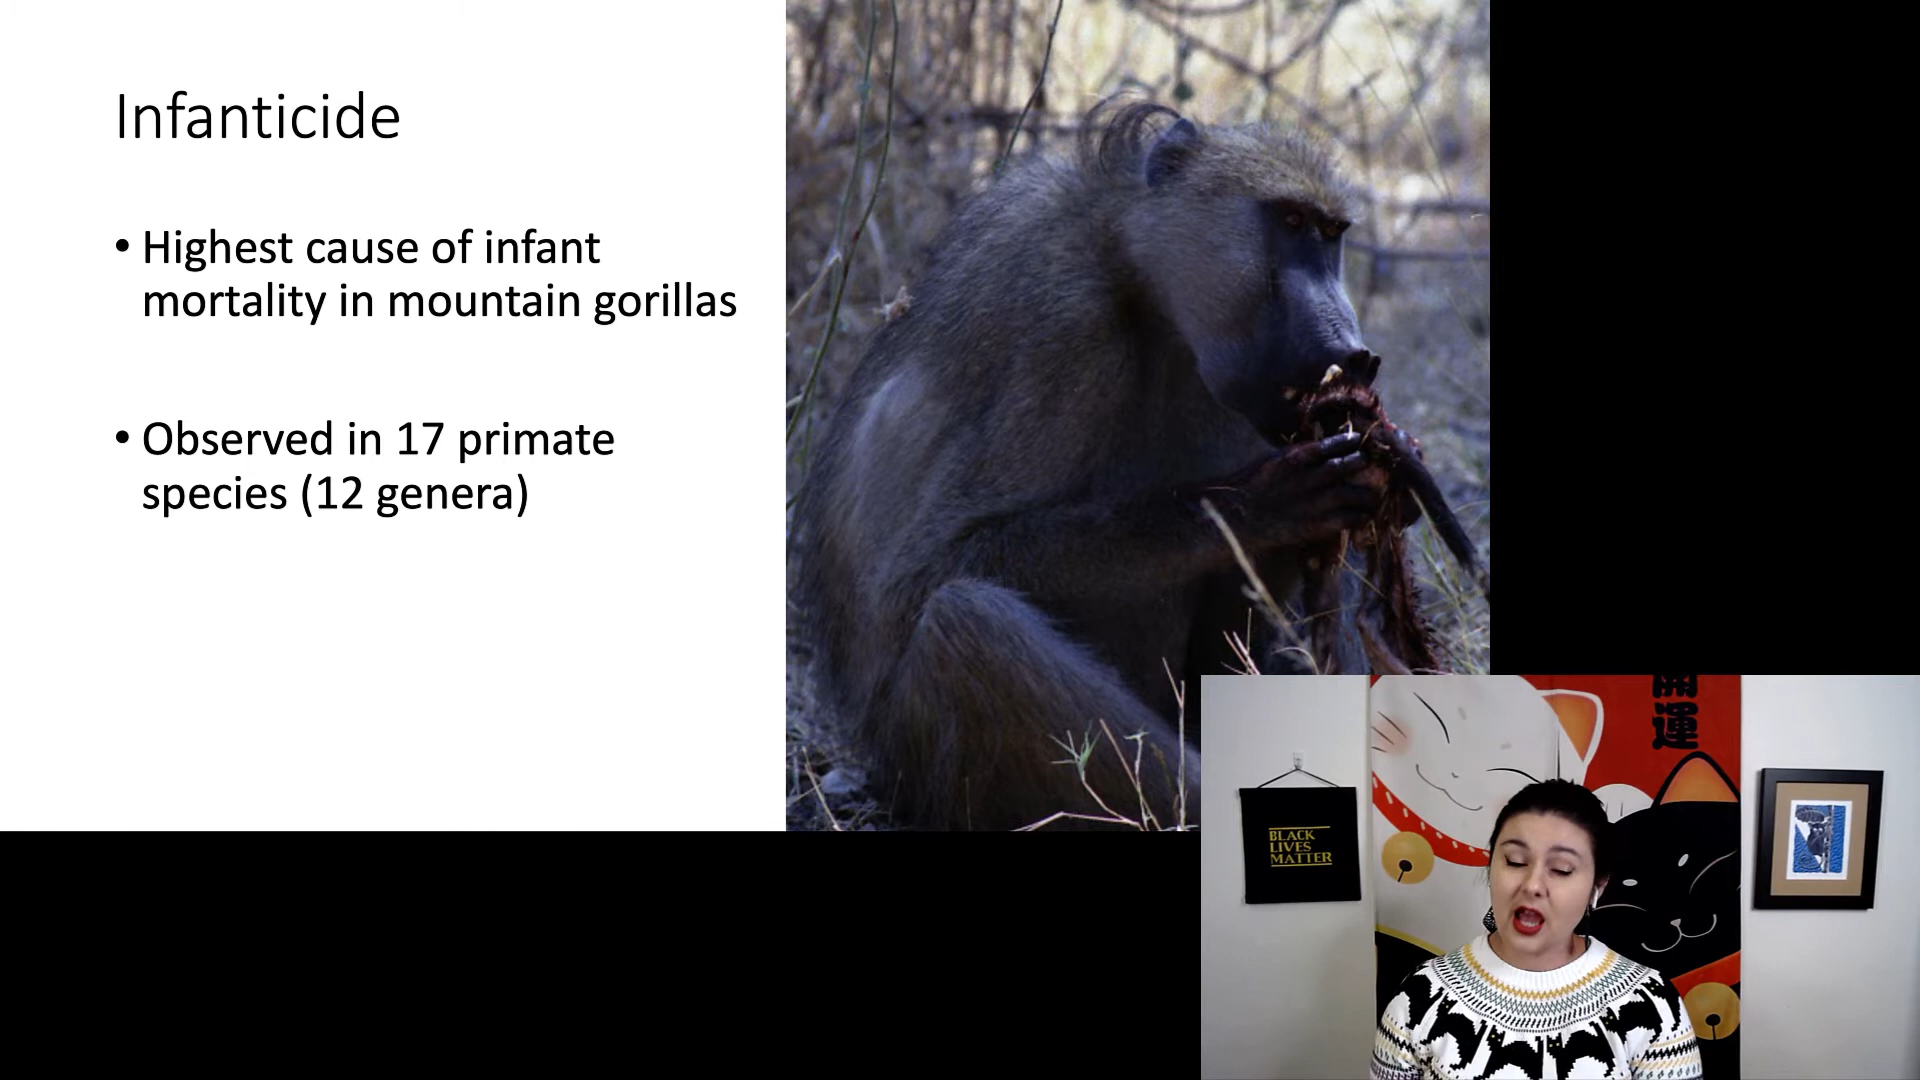 Infanticide
• Highest cause of infant
mortality in mountain gorillas
• Observed in 17 primate
species (12 genera)
開運
BLACK
LIVES
MATTER